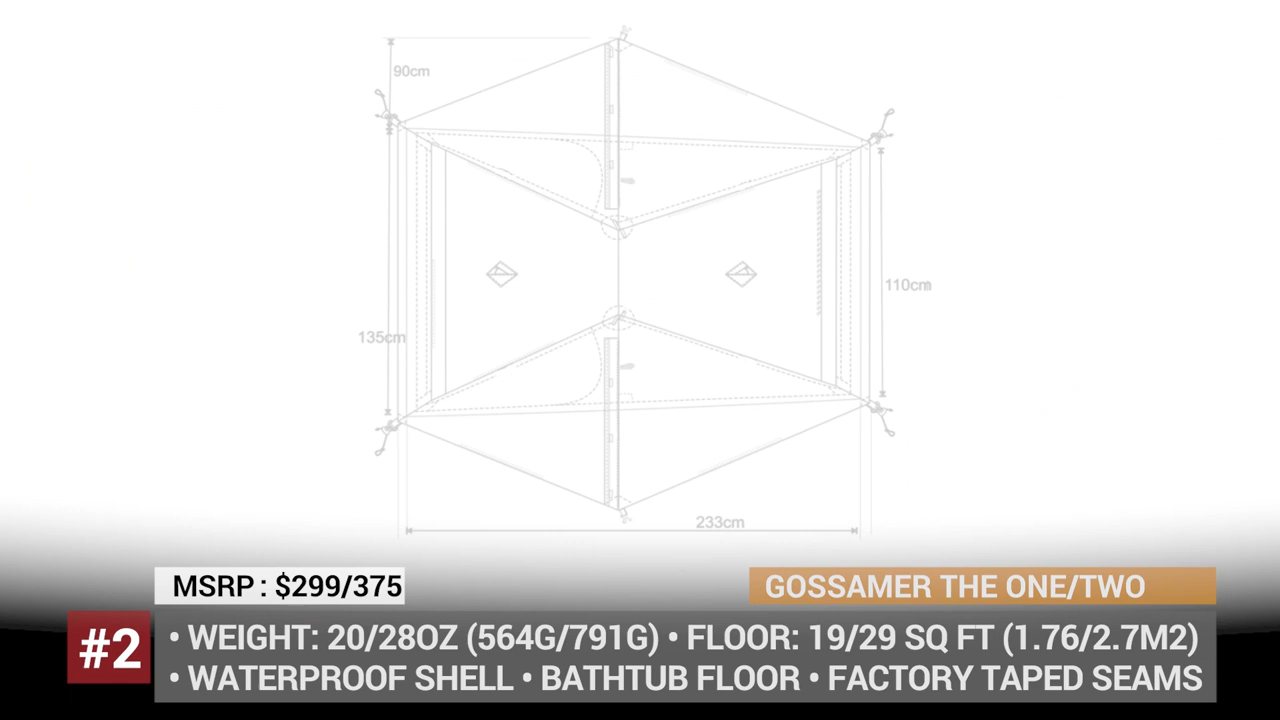 90cm
135cm
110cm
233cm
MSRP : $299/375
GOSSAMER THE ONE/TWO
#2
• WEIGHT: 20/28OZ (564G/791G) • FLOOR: 19/29 SQ FT (1.76/2.7M2)
• WATERPROOF SHELL • BATHTUB FLOOR • FACTORY TAPED SEAMS